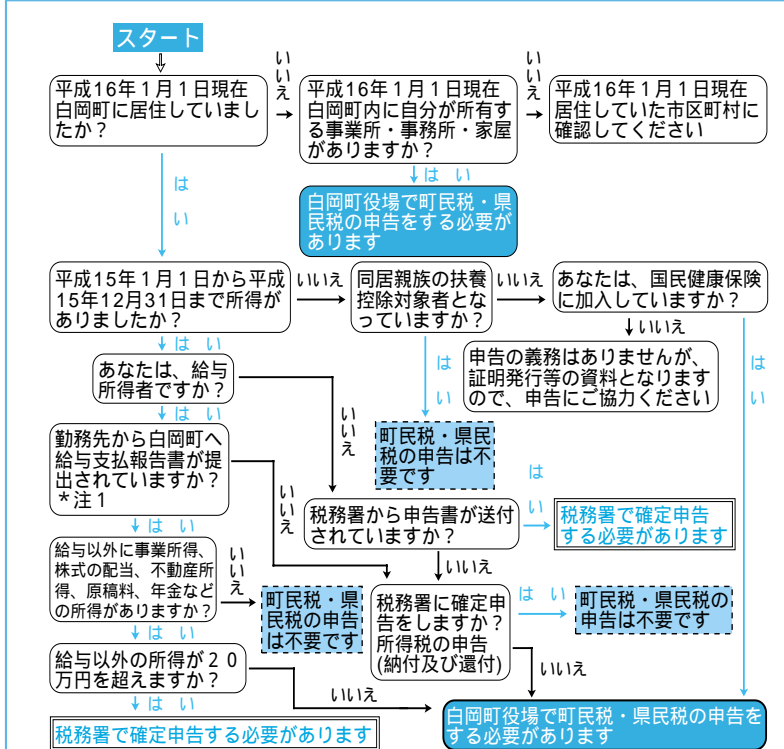 スタート
平成16年1月1日現在
白岡町に居住していまし
たか？
いいえ
平成16年1月1日現在
白岡町内に自分が所有す
る事業所・事務所・家屋
がありますか？
いいえ
平成16年1月1日現在
居住していた市区町村に
確認してください
はい
はい
白岡町役場で町民税・県
民税の申告をする必要が
あります
平成15年1月1日から平成
15年12月31日まで所得が
ありましたか？
いいえ
同居親族の扶養
控除対象者とな
っていますか？
いいえ
あなたは、国民健康保険
に加入していますか？
はい
いいえ
はい
はい
申告の義務はありませんが、
証明発行等の資料となります
ので、申告にご協力ください
あなたは、給与
所得者ですか？
いいえ
はい
町民税・県民
税の申告は不
要です
勤務先から白岡町へ
給与支払報告書が提
出されていますか？
＊注1
いいえ
はい
税務署から申告書が送付
されていますか？
はい
税務署で確定申告
する必要があります
いいえ
給与以外に事業所得、
株式の配当、不動産所
得、原稿料、年金など
の所得がありますか？
いいえ
町民税・県
民税の申告
は不要です
税務署に確定申
告をしますか？
所得税の申告
(納付及び還付)
はい
町民税・県民税の
申告は不要です
はい
いいえ
給与以外の所得が２０
万円を超えますか？
いいえ
はい
税務署で確定申告する必要があります
白岡町役場で町民税・県民税の申告を
する必要があります